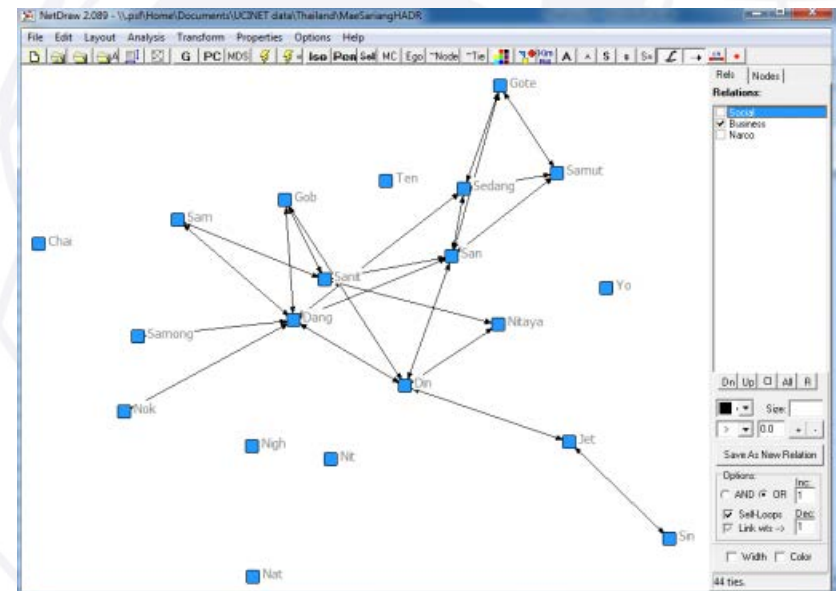 NetDraw 2.089 - \\.psf\Home\Documents\UCINET data\Thailand\MaeSariangHADR
File Edit Layout Analysis Transform Properties Options Help
G PC MDS Iso Pen Sel MC Ego ~Node ~Tie A A S s
Rels Nodes
Relations:
Social
Business
Narco
Gote
Samut
Sedang
Ten
Gob
Sam
Chai
San
Sanit
Yo
Dang
Nitaya
Samong
Din
Nok
Jet
Nigh
Nit
Sin
Nat
Dn Up Cl All R
Size:
> 0.0 + -
Save As New Relation
Options: Inc:
AND OR 1
Self-Loops Dec:
Link wts -> 1
Width Color
44 ties.